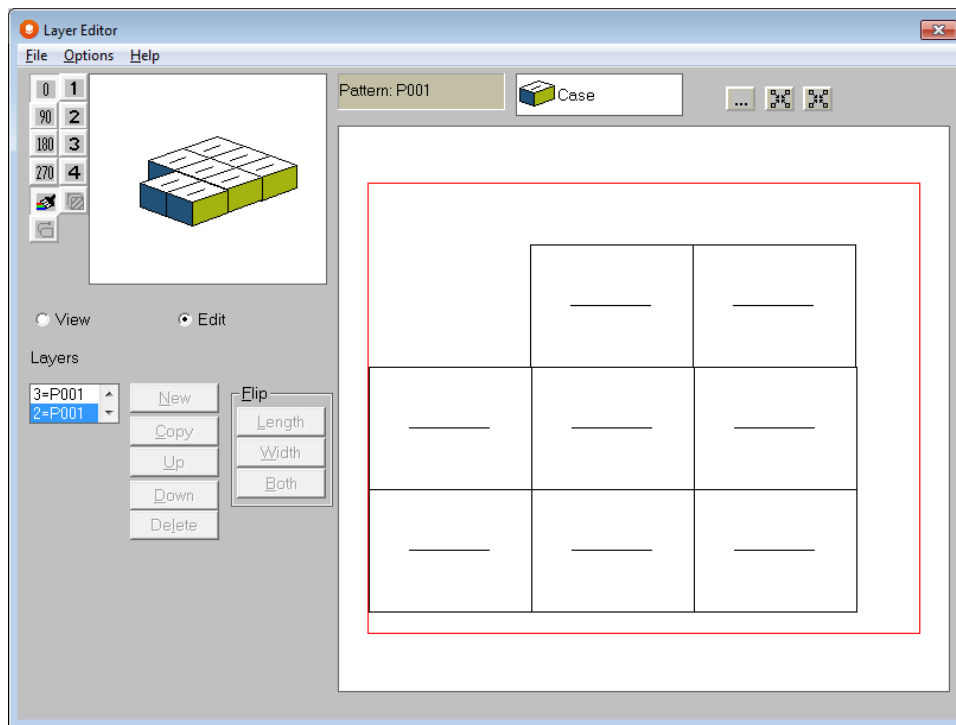 Layer Editor
File Options Help
0 1
90 2
180 3
270 4
Pattern: P001
Case
...
View
Edit
Layers
3=P001
2=P001
New
Copy
Up
Down
Delete
Flip
Length
Width
Both